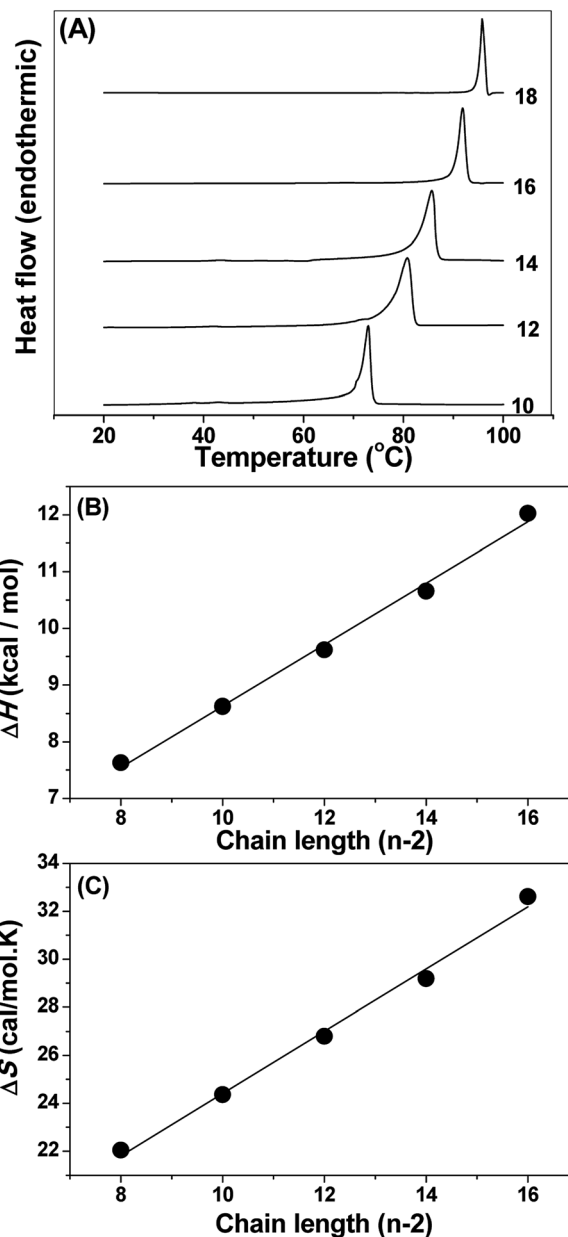 (A)
Heat flow (endothermic)
18
16
14
12
10
20 40 60 80 100
Temperature (°C)
(B)
ΔH (kcal / mol)
12
11
10
9
8
7
8 10 12 14 16
Chain length (n-2)
(C)
ΔS (cal/mol.K)
34
32
30
28
26
24
22
8 10 12 14 16
Chain length (n-2)